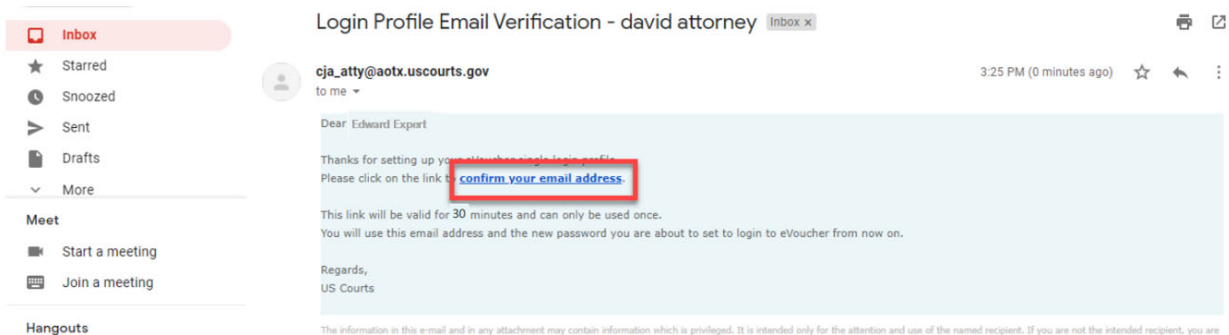 Login Profile Email Verification - david attorney Inbox x
Inbox
Starred
Snoozed
Sent
Drafts
More
Meet
Start a meeting
Join a meeting
Hangouts
cja_atty@aotx.uscourts.gov 3:25 PM (0 minutes ago)
to me
Dear Edward Expert
Thanks for setting up your eVoucher single login profile.
Please click on the link to confirm your email address.
This link will be valid for 30 minutes and can only be used once.
You will use this email address and the new password you are about to set to login to eVoucher from now on.
Regards,
US Courts
The information in this e-mail and in any attachment may contain information which is privileged. It is intended only for the attention and use of the named recipient. If you are not the intended recipient, you are